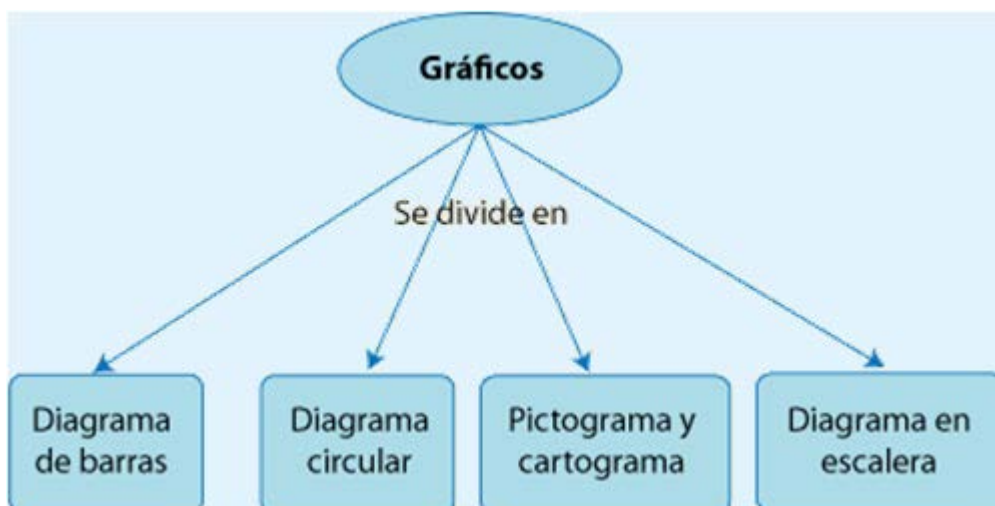 Gráficos
Se divide en
Diagrama
de barras
Diagrama
circular
Pictograma y
cartograma
Diagrama en
escalera